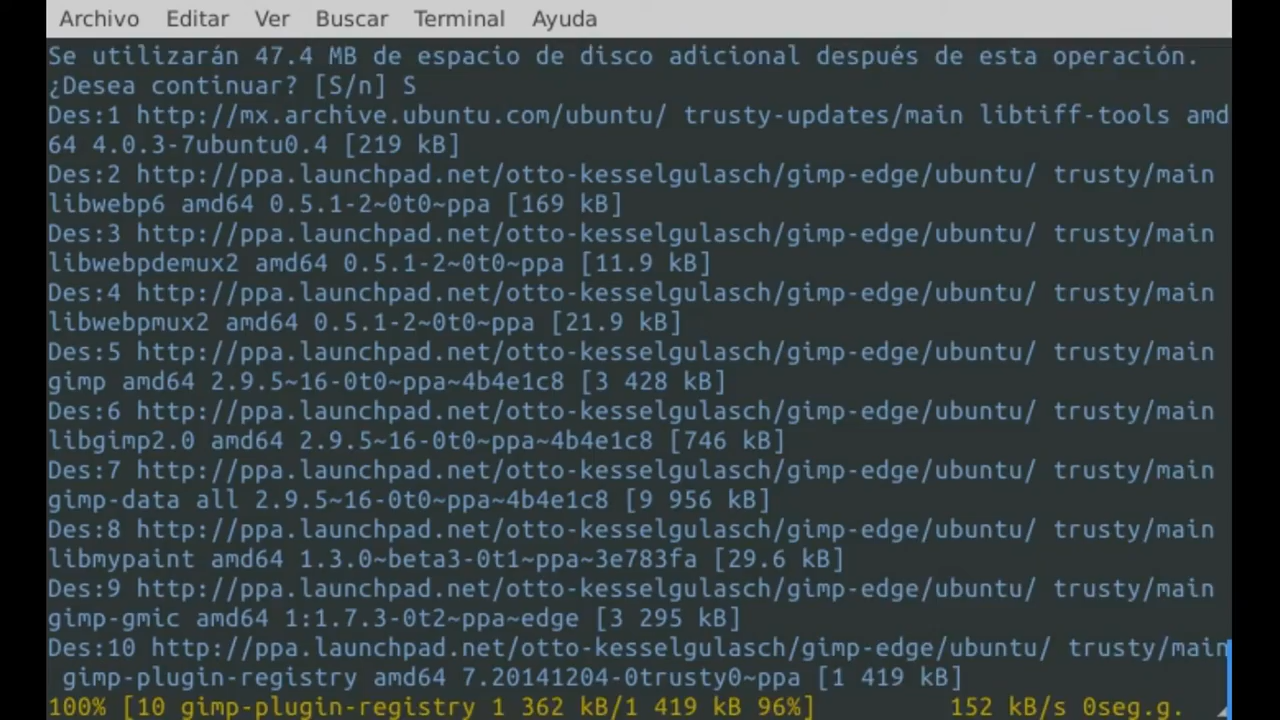 Archivo Editar Ver Buscar Terminal Ayuda
Se utilizarán 47.4 MB de espacio de disco adicional después de esta operación.
¿Desea continuar? [S/n] S
Des:1 http://mx.archive.ubuntu.com/ubuntu/ trusty-updates/main libtiff-tools amd
64 4.0.3-7ubuntu0.4 [219 kB]
Des:2 http://ppa.launchpad.net/otto-kesselgulasch/gimp-edge/ubuntu/ trusty/main
libwebp6 amd64 0.5.1-2~0t0~ppa [169 kB]
Des:3 http://ppa.launchpad.net/otto-kesselgulasch/gimp-edge/ubuntu/ trusty/main
libwebpdemux2 amd64 0.5.1-2~0t0~ppa [11.9 kB]
Des:4 http://ppa.launchpad.net/otto-kesselgulasch/gimp-edge/ubuntu/ trusty/main
libwebpmux2 amd64 0.5.1-2~0t0~ppa [21.9 kB]
Des:5 http://ppa.launchpad.net/otto-kesselgulasch/gimp-edge/ubuntu/ trusty/main
gimp amd64 2.9.5~16-0t0~ppa~4b4e1c8 [3 428 kB]
Des:6 http://ppa.launchpad.net/otto-kesselgulasch/gimp-edge/ubuntu/ trusty/main
libgimp2.0 amd64 2.9.5~16-0t0~ppa~4b4e1c8 [746 kB]
Des:7 http://ppa.launchpad.net/otto-kesselgulasch/gimp-edge/ubuntu/ trusty/main
gimp-data all 2.9.5~16-0t0~ppa~4b4e1c8 [9 956 kB]
Des:8 http://ppa.launchpad.net/otto-kesselgulasch/gimp-edge/ubuntu/ trusty/main
libmypaint amd64 1.3.0~beta3-0t1~ppa~3e783fa [29.6 kB]
Des:9 http://ppa.launchpad.net/otto-kesselgulasch/gimp-edge/ubuntu/ trusty/main
gimp-gmic amd64 1:1.7.3-0t2~ppa~edge [3 295 kB]
Des:10 http://ppa.launchpad.net/otto-kesselgulasch/gimp-edge/ubuntu/ trusty/main
gimp-plugin-registry amd64 7.20141204-0trusty0~ppa [1 419 kB]
100% [10 gimp-plugin-registry 1 362 kB/1 419 kB 96%] 152 kB/s 0seg.g.